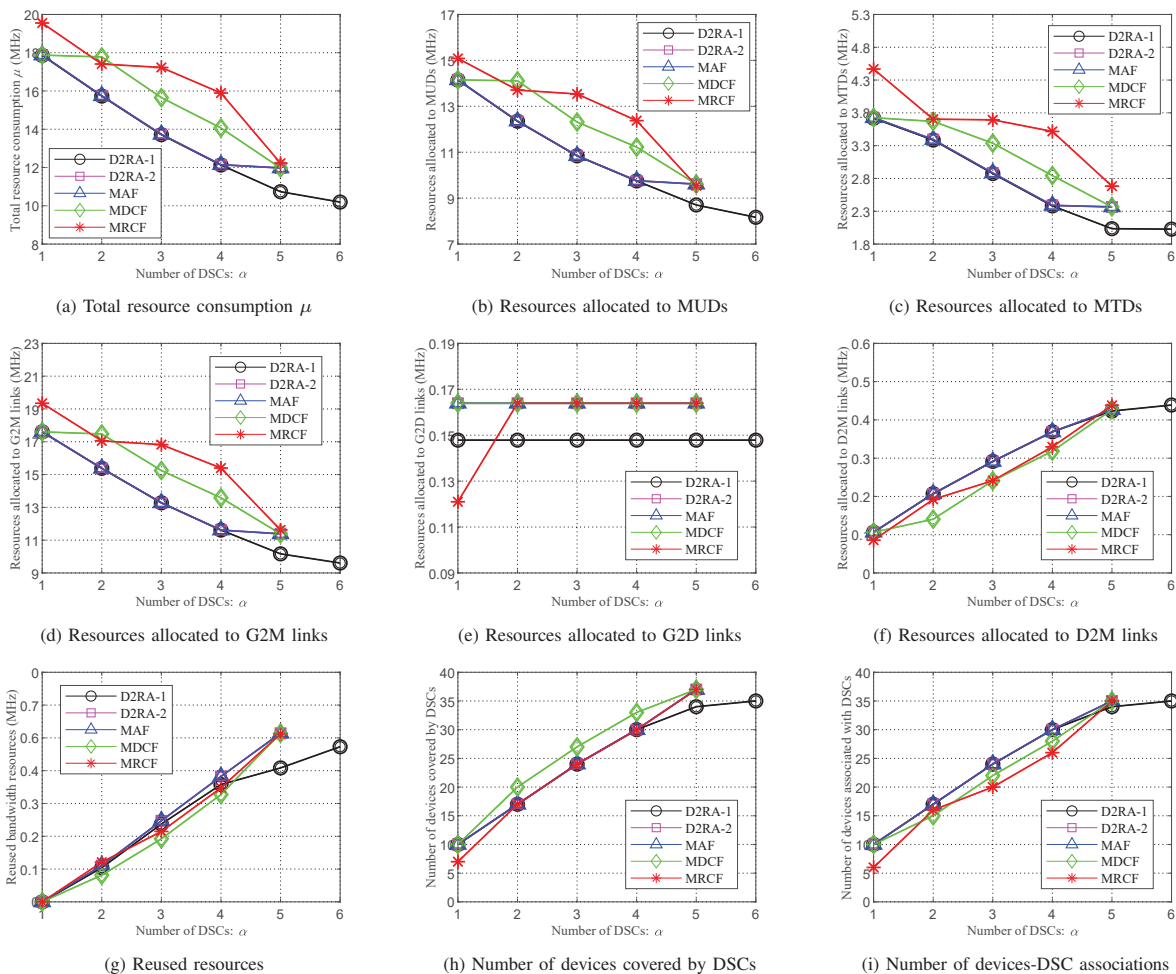 Total resource consumption μ (MHz)
20
18
16
14
12
10
8
D2RA-1
D2RA-2
MAF
MDCF
MRCF
1 2 3 4 5 6
Number of DSCs: α
(a) Total resource consumption μ
Resources allocated to MUDs (MHz)
17
15
13
11
9
7
D2RA-1
D2RA-2
MAF
MDCF
MRCF
1 2 3 4 5 6
Number of DSCs: α
(b) Resources allocated to MUDs
Resources allocated to MTDs (MHz)
5.3
4.8
4.3
3.8
3.3
2.8
2.3
1.8
D2RA-1
D2RA-2
MAF
MDCF
MRCF
1 2 3 4 5 6
Number of DSCs: α
(c) Resources allocated to MTDs
Resources allocated to G2M links (MHz)
23
21
19
17
15
13
11
9
D2RA-1
D2RA-2
MAF
MDCF
MRCF
1 2 3 4 5 6
Number of DSCs: α
(d) Resources allocated to G2M links
Resources allocated to G2D links (MHz)
0.19
0.17
0.15
0.13
0.11
0.09
D2RA-1
D2RA-2
MAF
MDCF
MRCF
1 2 3 4 5 6
Number of DSCs: α
(e) Resources allocated to G2D links
Resources allocated to D2M links (MHz)
0.6
0.5
0.4
0.3
0.2
0
D2RA-1
D2RA-2
MAF
MDCF
MRCF
1 2 3 4 5 6
Number of DSCs: α
(f) Resources allocated to D2M links
Reused bandwidth resources (MHz)
0
0.7
0.6
0.4
0.3
0.2
0.1
0
D2RA-1
D2RA-2
MAF
MDCF
MRCF
1 2 3 4 5 6
Number of DSCs: α
(g) Reused resources
Number of devices covered by DSCs
40
35
30
25
20
15
10
5
0
D2RA-1
D2RA-2
MAF
MDCF
MRCF
1 2 3 4 5 6
Number of DSCs: α
(h) Number of devices covered by DSCs
Number of devices associated with DSCs
40
35
30
25
20
15
10
5
0
D2RA-1
D2RA-2
MAF
MDCF
MRCF
1 2 3 4 5 6
Number of DSCs: α
(i) Number of devices-DSC associations